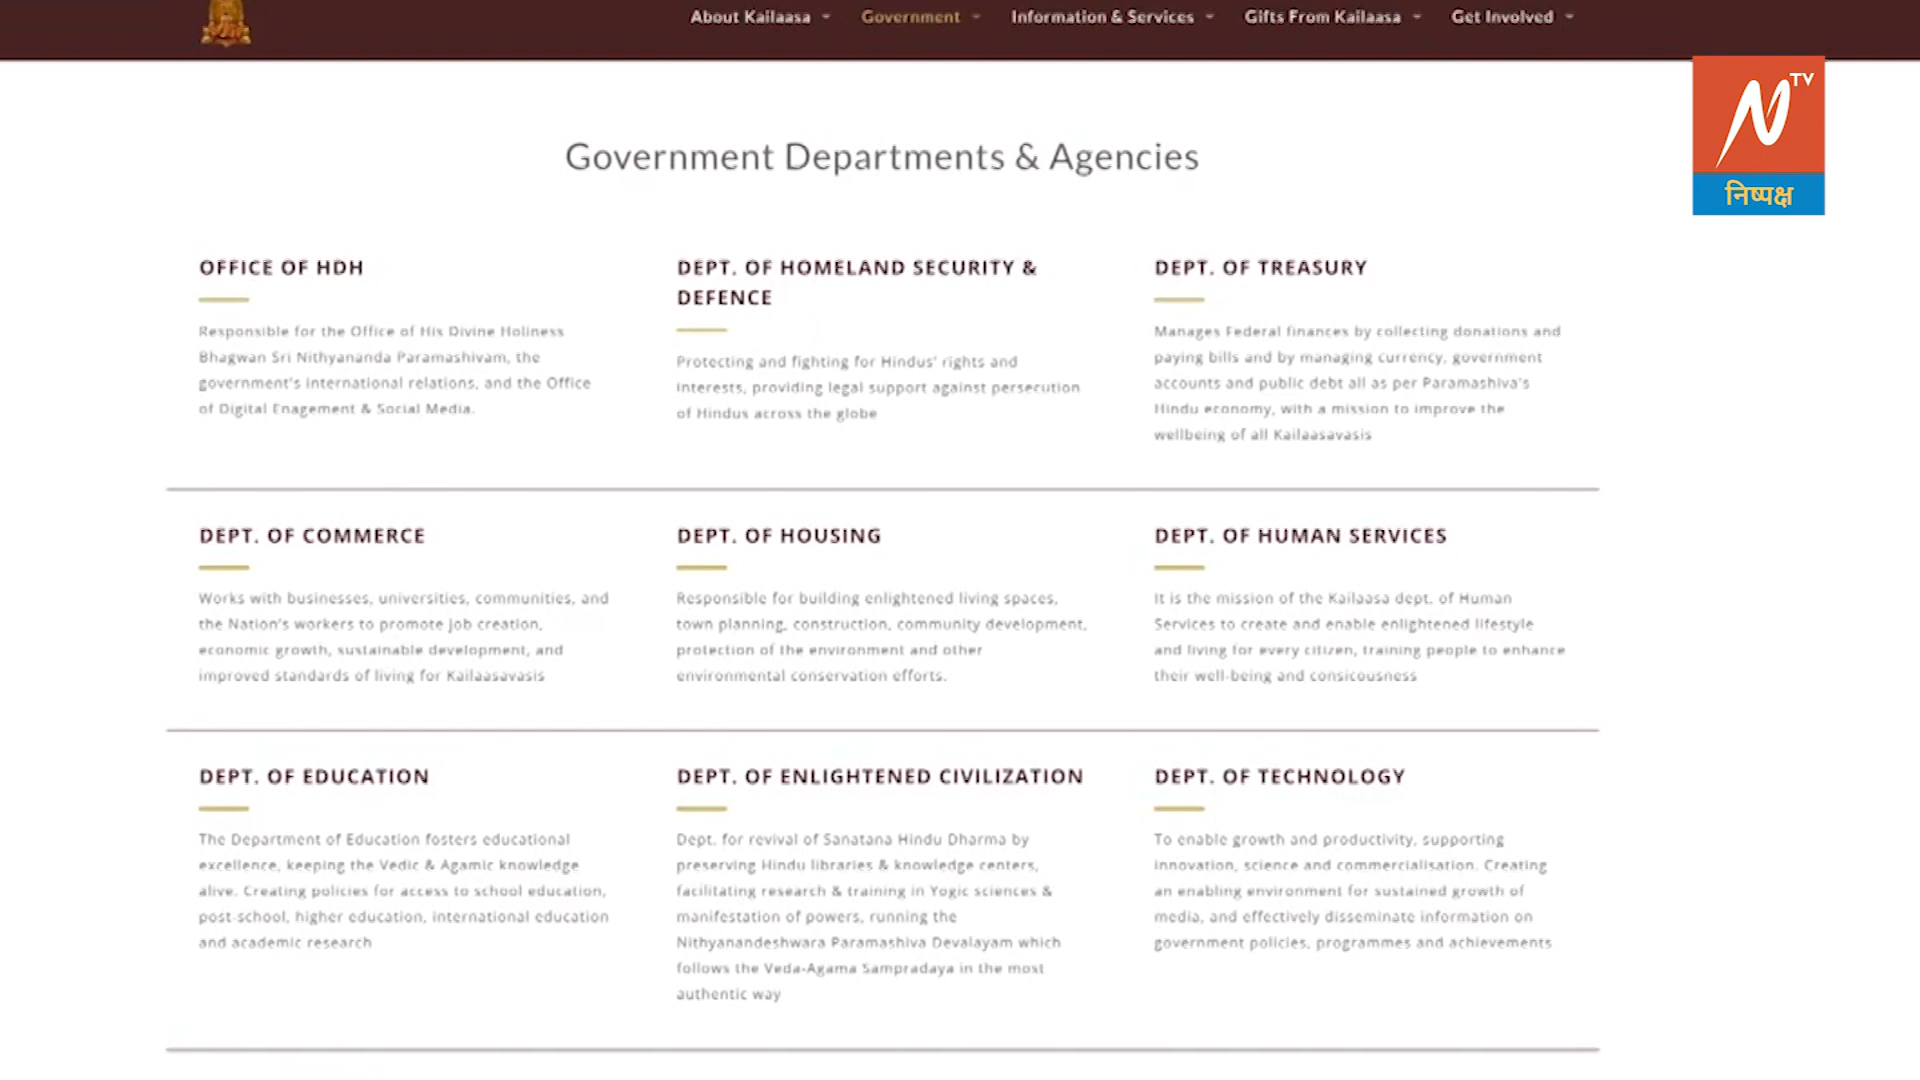 About Kailaasa
Government
Information & Services
Gifts From Kailaasa
Get Involved
TV
निष्पक्ष
Government Departments & Agencies
OFFICE OF HDH
Responsible for the Office of His Divine Holiness
Bhagwan Sri Nithyananda Paramashivam, the
government's international relations, and the Office
of Digital Enagement & Social Media.
DEPT. OF HOMELAND SECURITY &
DEFENCE
Protecting and fighting for Hindus' rights and
interests, providing legal support against persecution
of Hindus across the globe
DEPT. OF TREASURY
Manages Federal finances by collecting donations and
paying bills and by managing currency, government
accounts and public debt all as per Paramashiva's
Hindu economy, with a mission to improve the
wellbeing of all Kailaasavasis
DEPT. OF COMMERCE
Works with businesses, universities, communities, and
the Nation's workers to promote job creation,
economic growth, sustainable development, and
improved standards of living for Kailaasavasis
DEPT. OF HOUSING
Responsible for building enlightened living spaces,
town planning, construction, community development,
protection of the environment and other
environmental conservation efforts.
DEPT. OF HUMAN SERVICES
It is the mission of the Kailaasa dept. of Human
Services to create and enable enlightened lifestyle
and living for every citizen, training people to enhance
their well-being and consicousness
DEPT. OF EDUCATION
The Department of Education fosters educational
excellence, keeping the Vedic & Agamic knowledge
alive. Creating policies for access to school education,
post-school, higher education, international education
and academic research
DEPT. OF ENLIGHTENED CIVILIZATION
Dept. for revival of Sanatana Hindu Dharma by
preserving Hindu libraries & knowledge centers,
facilitating research & training in Yogic sciences &
manifestation of powers, running the
Nithyanandeshwara Paramashiva Devalayam which
follows the Veda-Agama Sampradaya in the most
authentic way
DEPT. OF TECHNOLOGY
To enable growth and productivity, supporting
innovation, science and commercialisation. Creating
an enabling environment for sustained growth of
media, and effectively disseminate information on
government policies, programmes and achievements